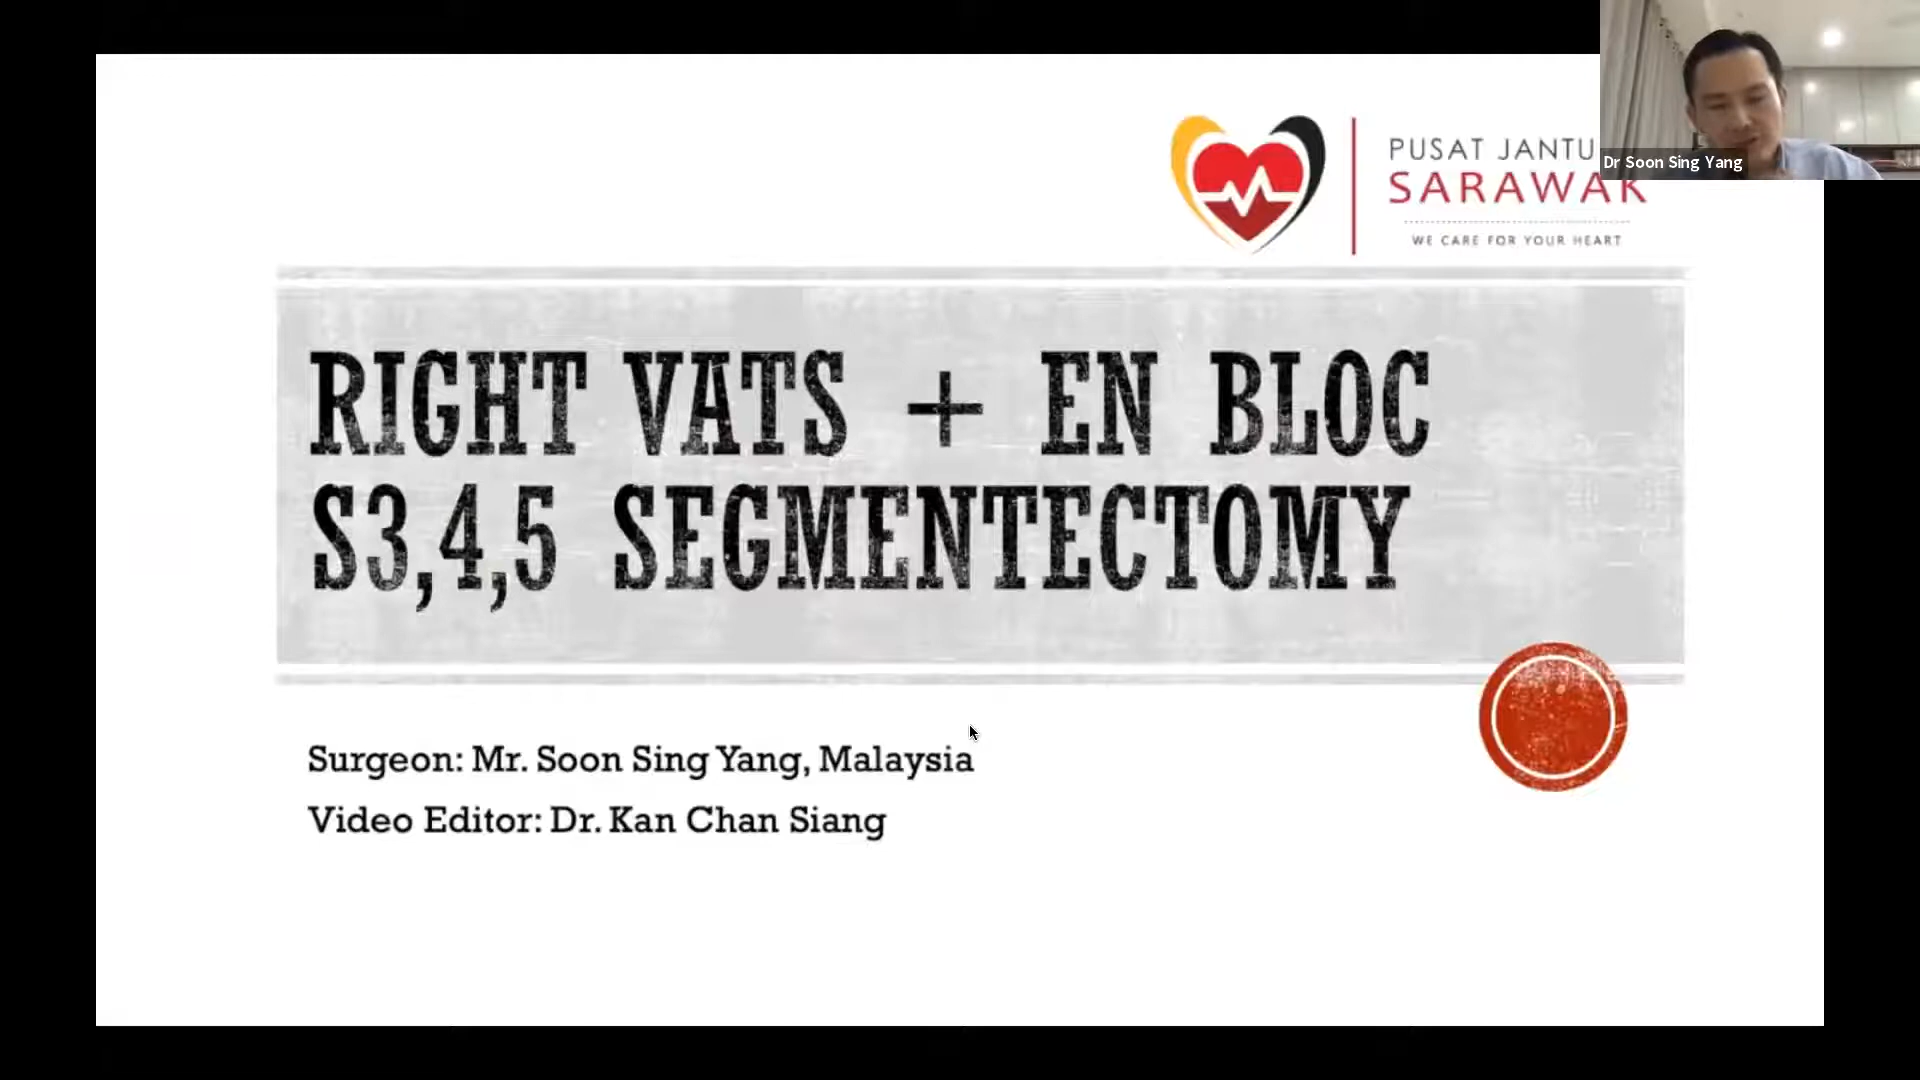 PUSAT JANTU
SARAWAK
WE CARE FOR YOUR HEART
Dr Soon Sing Yang
RIGHT VATS + EN BLOC
S3,4,5 SEGMENTECTOMY
Surgeon: Mr. Soon Sing Yang, Malaysia
Video Editor: Dr. Kan Chan Siang